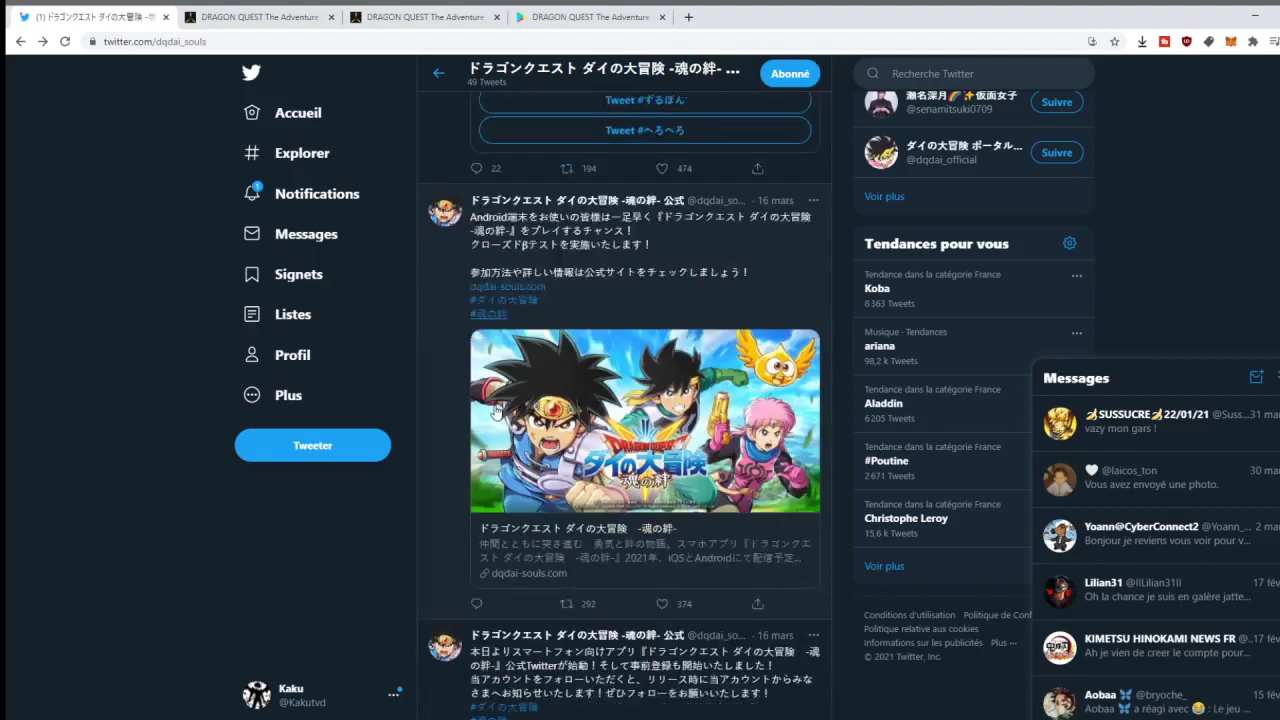 (1) ドラゴンクエスト ダイの大冒険 -魂
DRAGON QUEST The Adventure
DRAGON QUEST The Adventure
DRAGON QUEST The Adventure
twitter.com/dqdai_souls
Accueil
Explorer
1
Notifications
Messages
Signets
Listes
Profil
Plus
Tweeter
Kaku
@Kakutvd
ドラゴンクエスト ダイの大冒険 -魂の絆- ...
49 Tweets
Abonné
Tweet #ずるぼん
Tweet #へろへろ
22
194
474
ドラゴンクエスト ダイの大冒険 -魂の絆- 公式 @dqdai_so... · 16 mars
Android端末をお使いの皆様は一足早く『ドラゴンクエスト ダイの大冒険
-魂の絆-』をプレイするチャンス！
クローズドβテストを実施いたします！
参加方法や詳しい情報は公式サイトをチェックしましょう！
dqdai-souls.com
#ダイの大冒険
#魂の絆
DRAGON QUEST
ダイの大冒険
魂の絆
ドラゴンクエスト ダイの大冒険　-魂の絆-
仲間とともに突き進む　勇気と絆の物語。スマホアプリ『ドラゴンクエ
スト ダイの大冒険　-魂の絆-』2021年、iOSとAndroidにて配信予定...
dqdai-souls.com
292
374
ドラゴンクエスト ダイの大冒険 -魂の絆- 公式 @dqdai_so... · 16 mars
本日よりスマートフォン向けアプリ『ドラゴンクエスト ダイの大冒険　-魂
の絆-』公式Twitterが始動！そして事前登録も開始いたしました！
当アカウントをフォローいただくと、リリース時に当アカウントからみな
さまへお知らせいたします！ぜひフォローをお願いいたします！
#ダイの大冒険
Recherche Twitter
瀬名深月🌈✨仮面女子
@senamitsuki0709
Suivre
ダイの大冒険 ポータル...
@dqdai_official
Suivre
Voir plus
Tendances pour vous
Tendance dans la catégorie France
Koba
8 363 Tweets
Musique · Tendances
ariana
98,2 k Tweets
Tendance dans la catégorie France
Aladdin
6 205 Tweets
Tendance dans la catégorie France
#Poutine
2 671 Tweets
Tendance dans la catégorie France
Christophe Leroy
15,6 k Tweets
Voir plus
Conditions d'utilisation Politique de Conf
Politique relative aux cookies
Informations sur les publicités Plus ···
© 2021 Twitter, Inc.
Messages
🍌SUSSUCRE🍌22/01/21 @Suss...31 mar
vazy mon gars !
🤍 @laicos_ton 30 mar
Vous avez envoyé une photo.
Yoann@CyberConnect2 @Yoann_... 2 mar
Bonjour je reviens vous voir pour v...
Lilian31 @IlLilian31Il 17 fév
Oh la chance je suis en galère jatte...
KIMETSU HINOKAMI NEWS FR @..17 fév
Ah je vien de creer le compte pour...
Aobaa 🦋 @bryoche_ 15 fév
Aobaa 🦋 a réagi avec 😂 : Le jeu ...